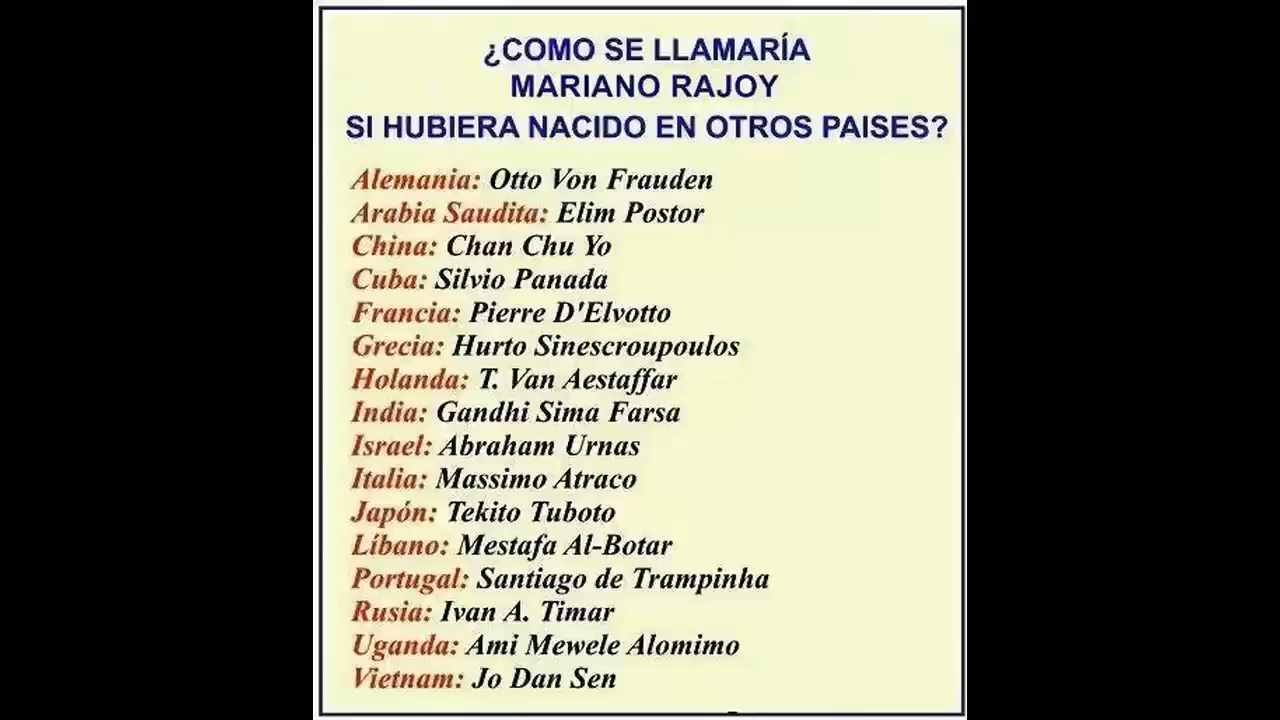 ¿COMO SE LLAMARÍA
MARIANO RAJOY
SI HUBIERA NACIDO EN OTROS PAISES?
Alemania: Otto Von Frauden
Arabia Saudita: Elim Postor
China: Chan Chu Yo
Cuba: Silvio Panada
Francia: Pierre D'Elvotto
Grecia: Hurto Sinescroupoulos
Holanda: T. Van Aestaffar
India: Gandhi Sima Farsa
Israel: Abraham Urnas
Italia: Massimo Atraco
Japón: Tekito Tuboto
Líbano: Mestafa Al-Botar
Portugal: Santiago de Trampinha
Rusia: Ivan A. Timar
Uganda: Ami Mewele Alomimo
Vietnam: Jo Dan Sen